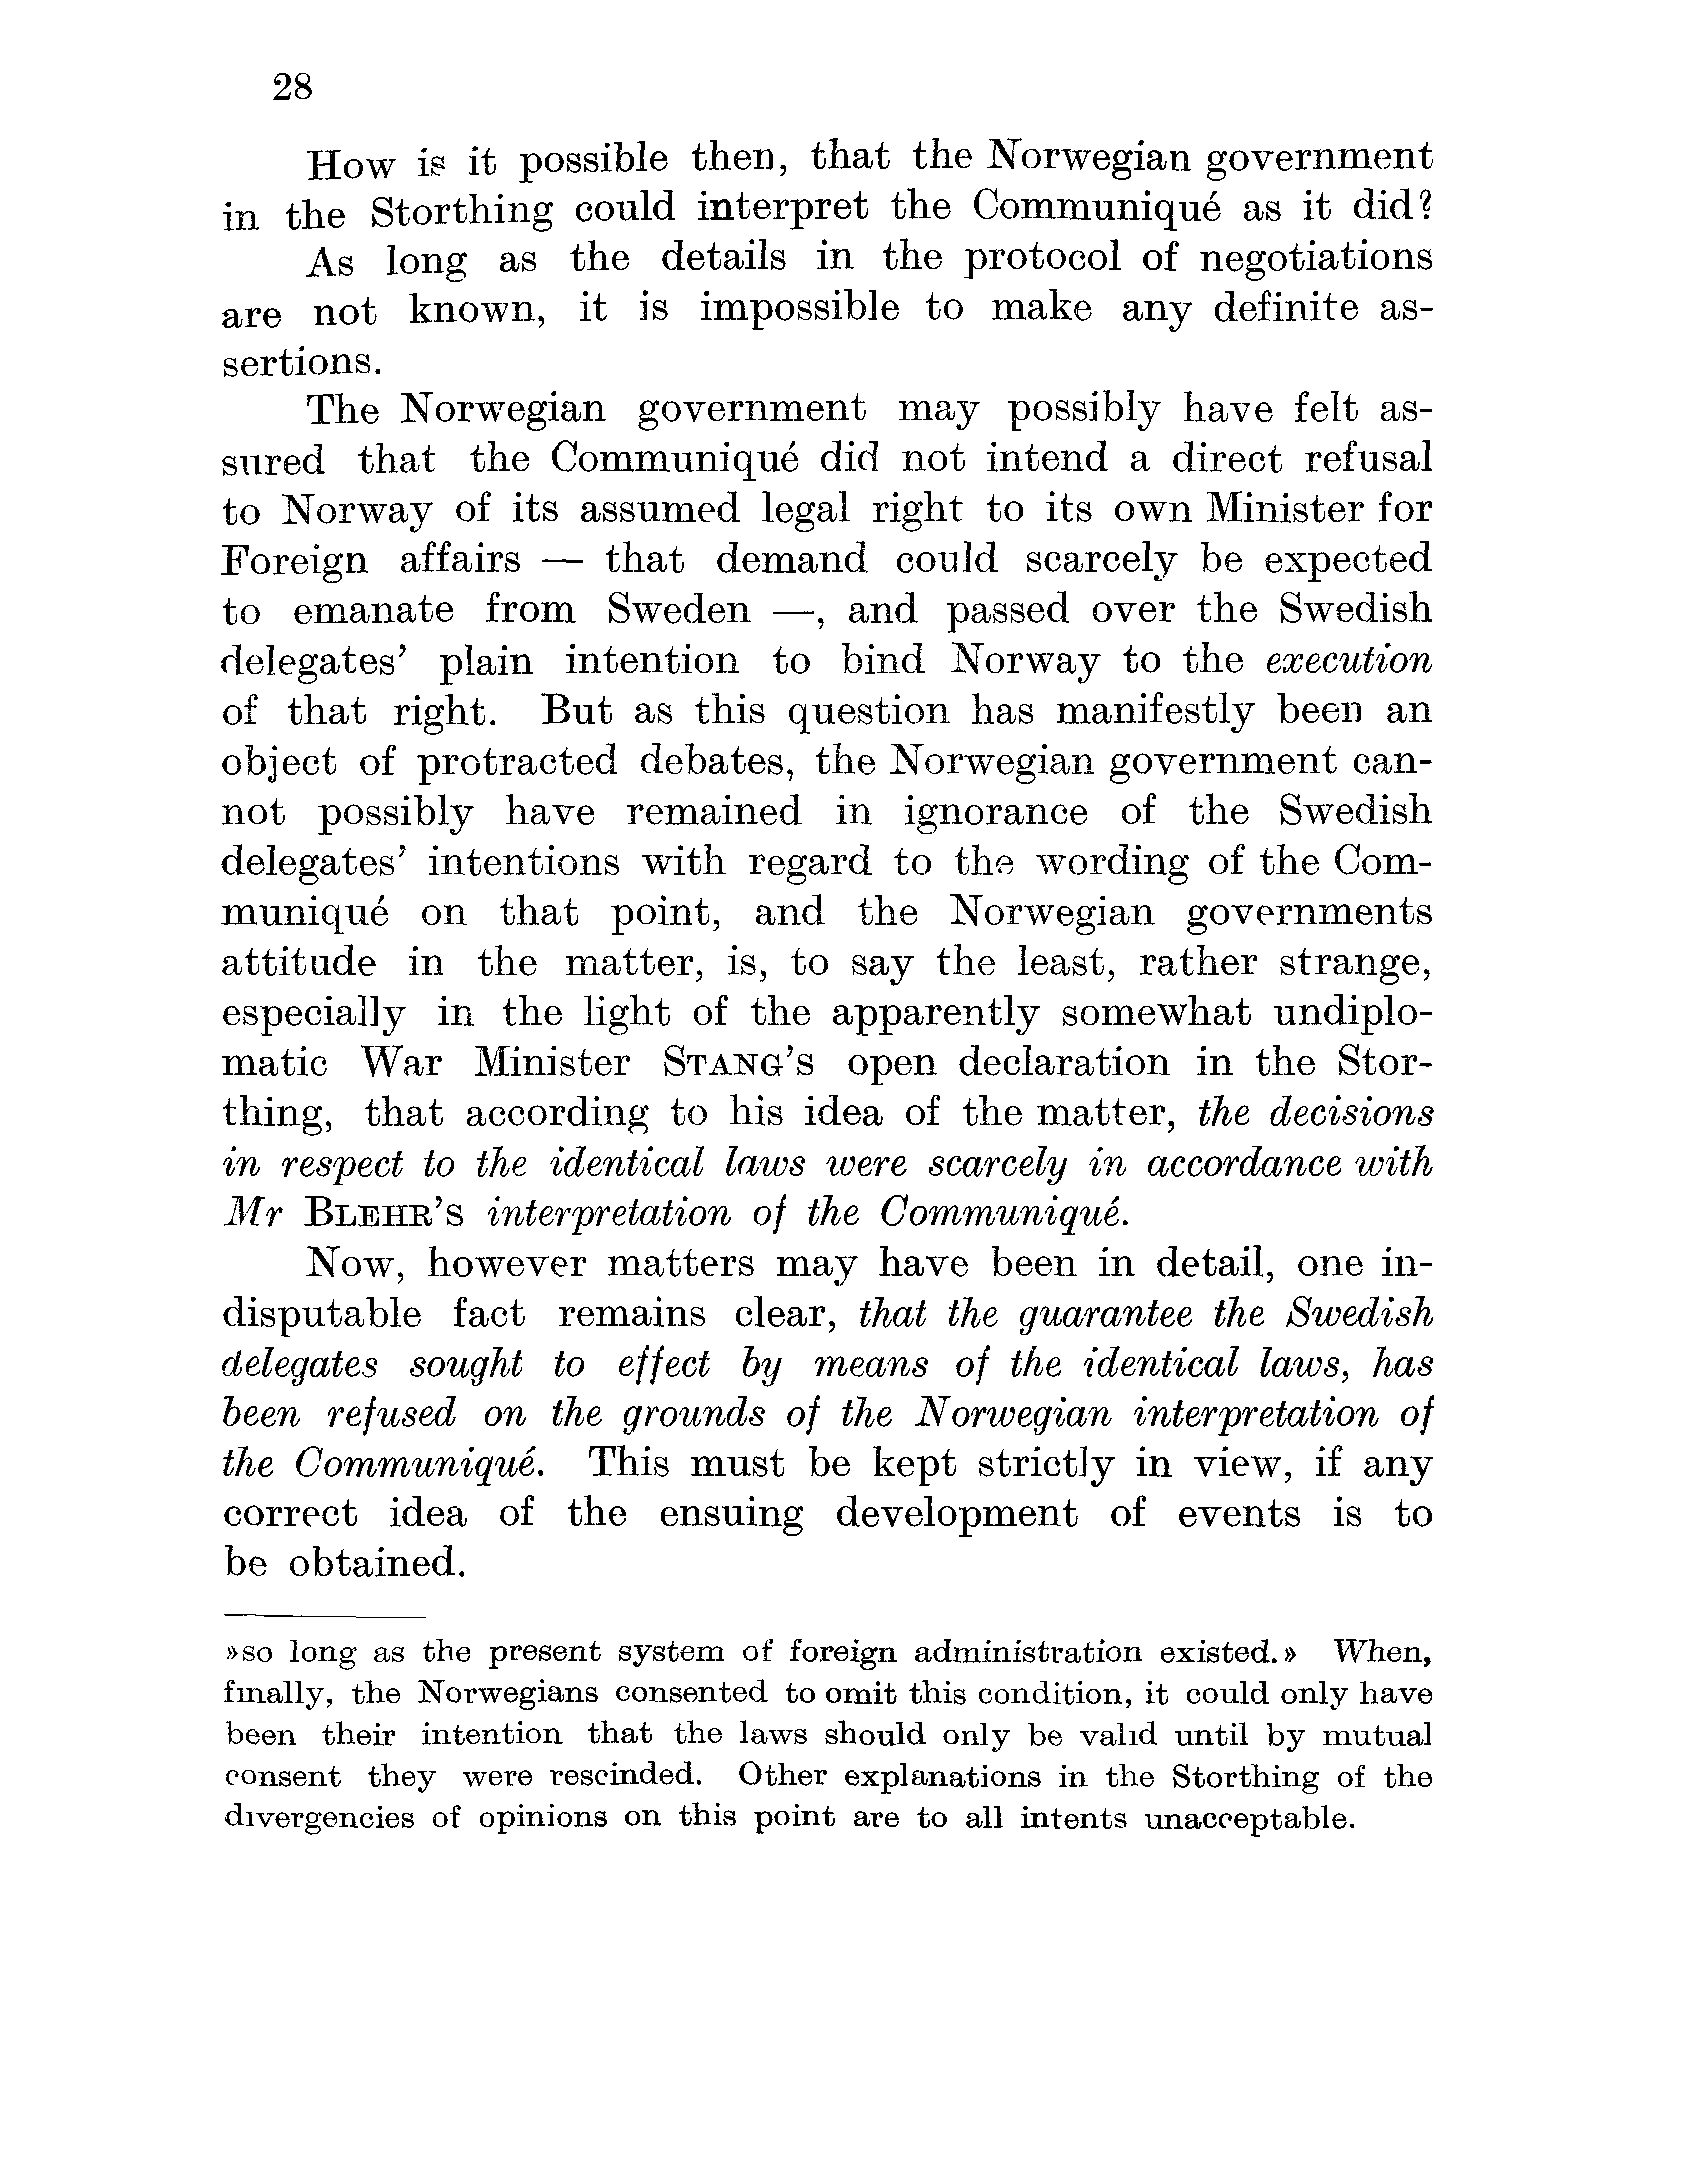 28
How is it possible then, that the Norwegian government
in the Storthing could interpret the Communiqué as it did?
As long as the details in the protocol of negotiations
are not known, it is impossible to make any definite as-
sertions.
The Norwegian government may possibly have felt as-
sured that the Communiqué did not intend a direct refusal
to Norway of its assumed legal right to its own Minister for
Foreign affairs — that demand could scarcely be expected
to emanate from Sweden —, and passed over the Swedish
delegates' plain intention to bind Norway to the execution
of that right. But as this question has manifestly been an
object of protracted debates, the Norwegian government can-
not possibly have remained in ignorance of the Swedish
delegates' intentions with regard to the wording of the Com-
muniqué on that point, and the Norwegian governments
attitude in the matter, is, to say the least, rather strange,
especially in the light of the apparently somewhat undiplo-
matic War Minister STANG'S open declaration in the Stor-
thing, that according to his idea of the matter, the decisions
in respect to the identical laws were scarcely in accordance with
Mr BLEHR'S interpretation of the Communiqué.
Now, however matters may have been in detail, one in-
disputable fact remains clear, that the guarantee the Swedish
delegates sought to effect by means of the identical laws, has
been refused on the grounds of the Norwegian interpretation of
the Communiqué. This must be kept strictly in view, if any
correct idea of the ensuing development of events is to
be obtained.
»so long as the present system of foreign administration existed.» When,
finally, the Norwegians consented to omit this condition, it could only have
been their intention that the laws should only be valid until by mutual
consent they were rescinded. Other explanations in the Storthing of the
divergencies of opinions on this point are to all intents unacceptable.